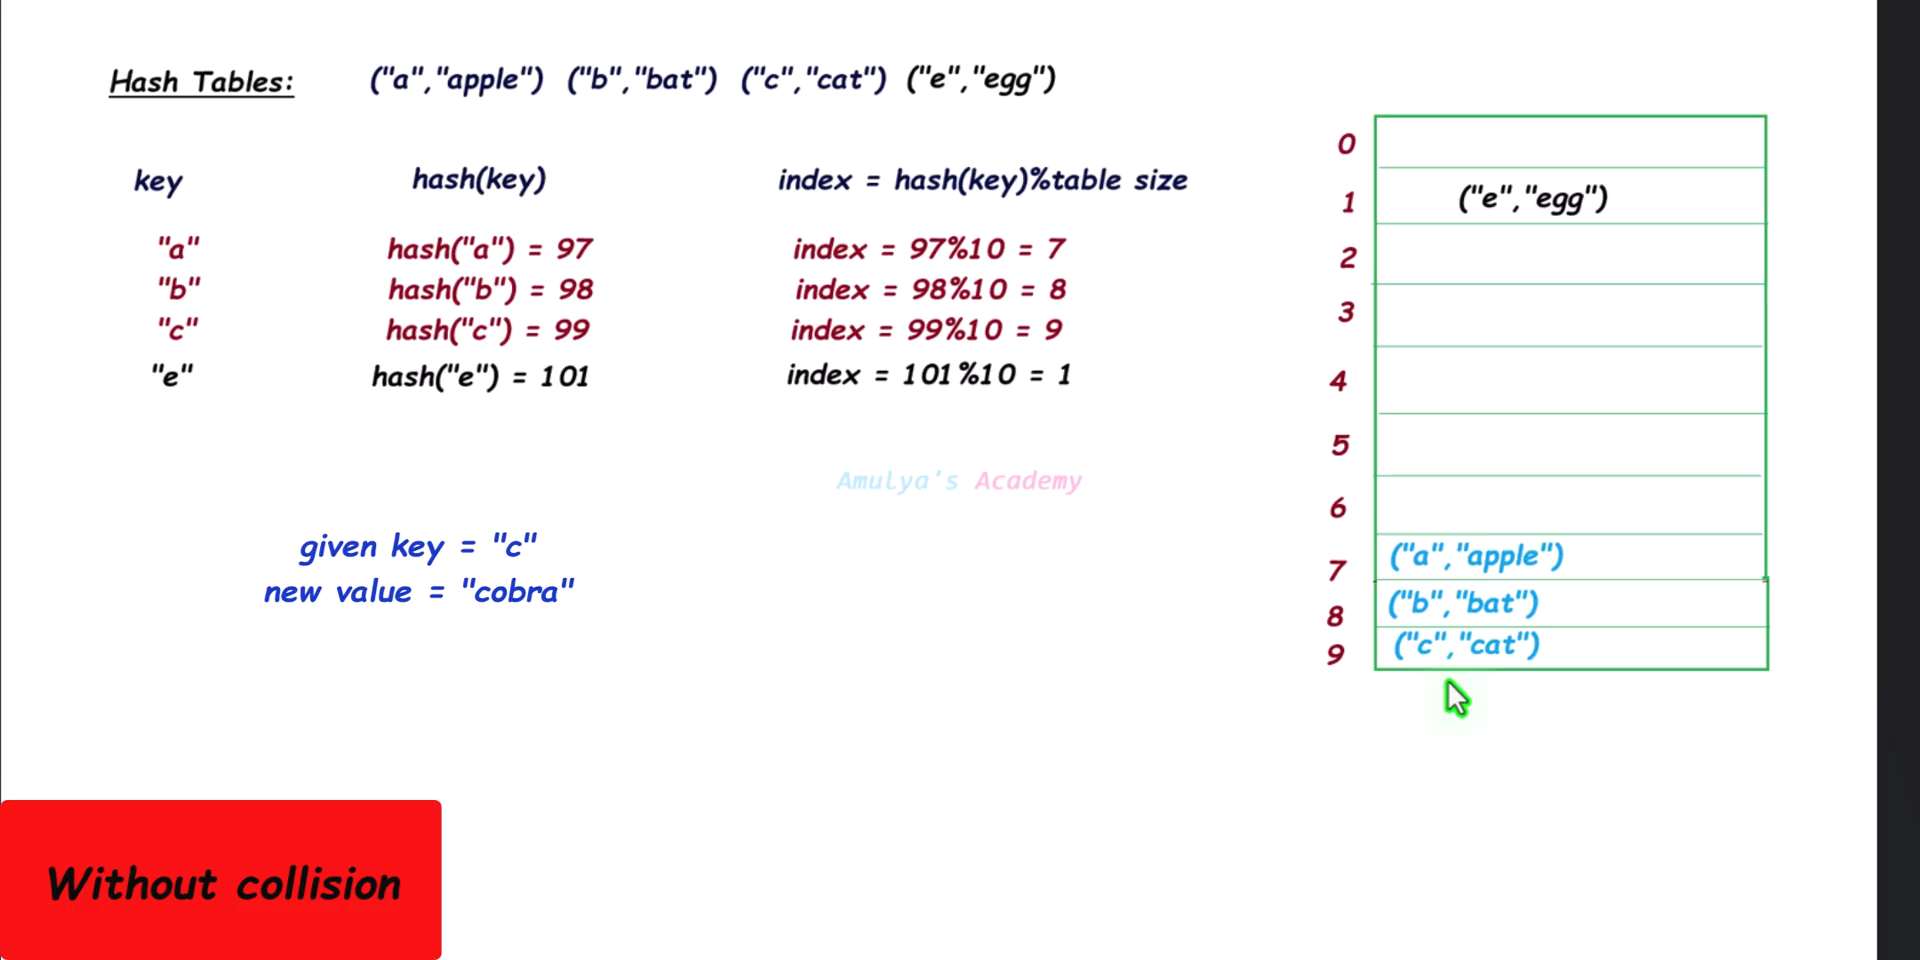 Hash Tables: ("a","apple") ("b","bat") ("c","cat") ("e","egg")
key hash(key) index = hash(key)%table size
"a" hash("a") = 97 index = 97%10 = 7
"b" hash("b") = 98 index = 98%10 = 8
"c" hash("c") = 99 index = 99%10 = 9
"e" hash("e") = 101 index = 101%10 = 1
Amulya's Academy
given key = "c"
new value = "cobra"
0
1 ("e","egg")
2
3
4
5
6
7 ("a","apple")
8 ("b","bat")
9 ("c","cat")
Without collision